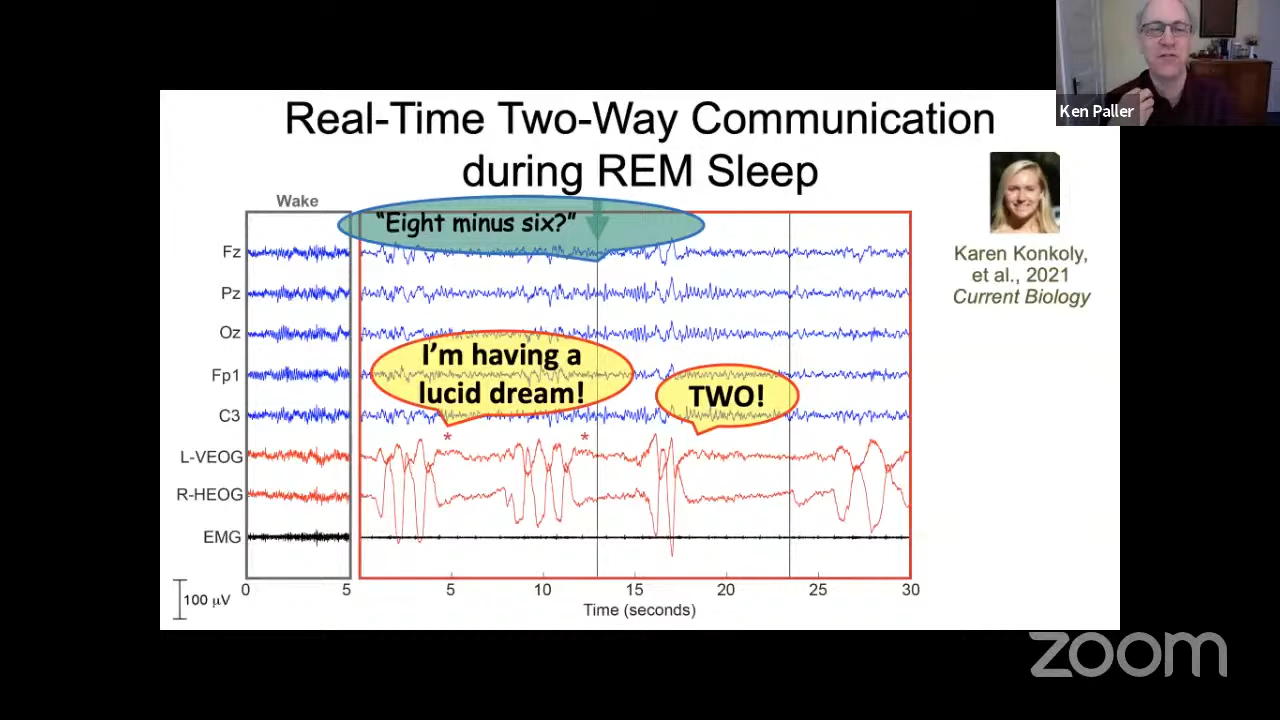 Ken Paller
Real-Time Two-Way Communication
during REM Sleep
Wake
"Eight minus six?"
Karen Konkoly,
et al., 2021
Current Biology
Fz
Pz
Oz
Fp1
C3
L-VEOG
R-HEOG
EMG
I'm having a
lucid dream!
TWO!
*
*
0
5
5
10
15
20
25
30
100 μV
Time (seconds)
zoom